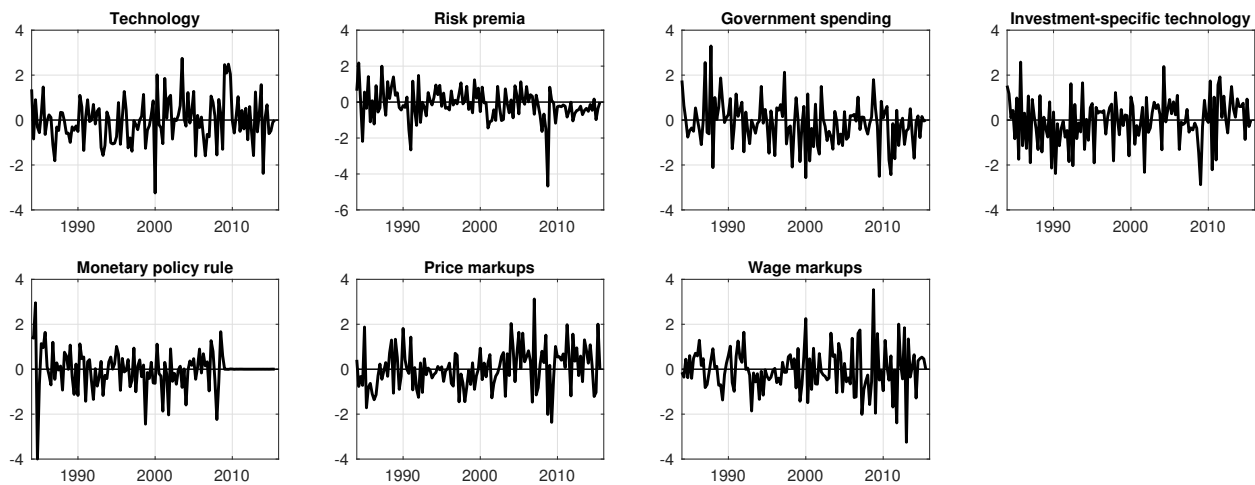 Technology
4
2
0
-2
-4
1990 2000 2010
Risk premia
4
2
0
-2
-4
-6
1990 2000 2010
Government spending
4
2
0
-2
-4
1990 2000 2010
Investment-specific technology
4
2
0
-2
-4
1990 2000 2010
Monetary policy rule
4
2
0
-2
-4
1990 2000 2010
Price markups
4
2
0
-2
-4
1990 2000 2010
Wage markups
4
2
0
-2
-4
1990 2000 2010